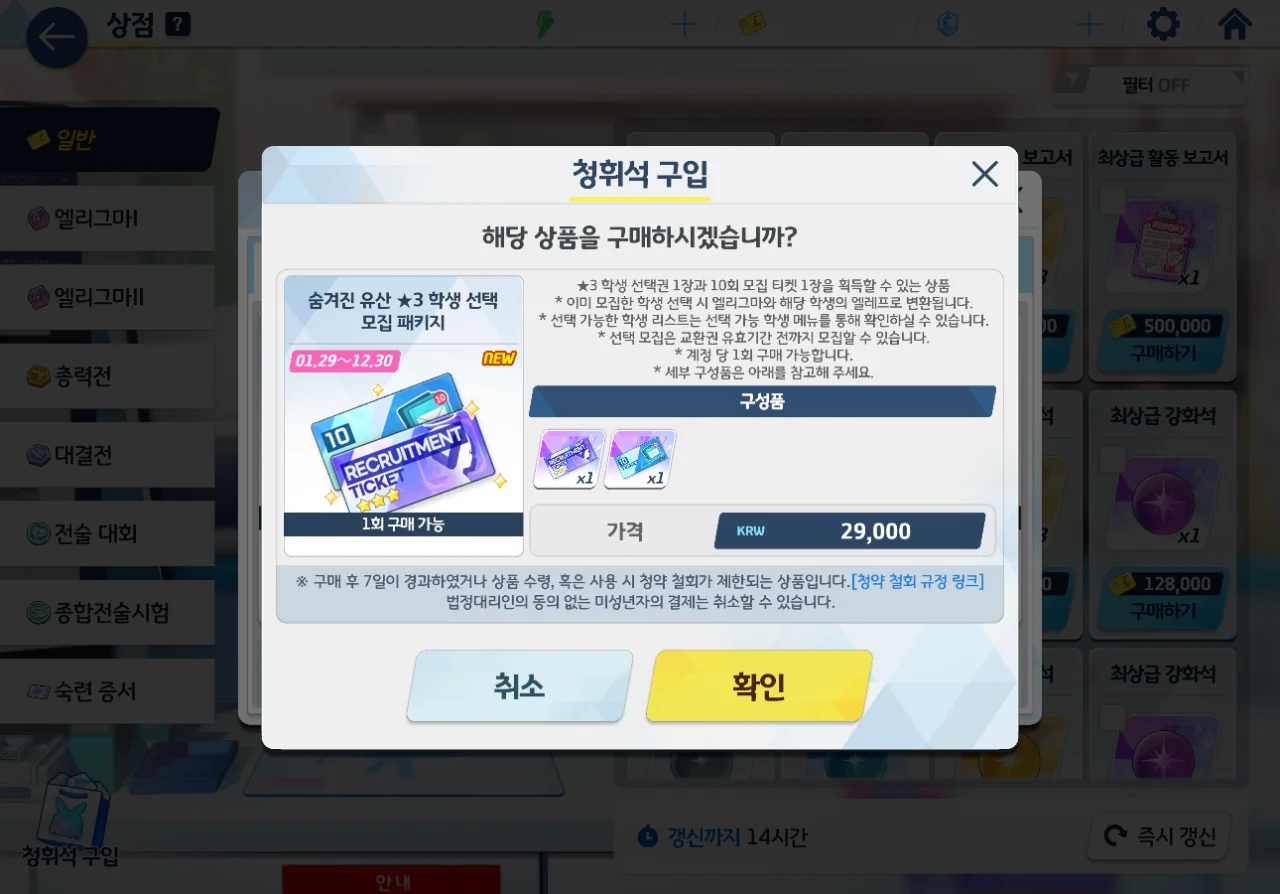 상점 ?
필터 OFF
일반
엘리그마I
엘리그마II
총력전
대결전
전술 대회
종합전술시험
숙련 증서
청휘석 구입
보고서
최상급 활동 보고서
REPORT
x1
500,000
구매하기
최상급 강화석
x1
128,000
구매하기
최상급 강화석
청휘석 구입
해당 상품을 구매하시겠습니까?
숨겨진 유산 ★3 학생 선택
모집 패키지
01.29~12.30
NEW
10
10
RECRUITMENT
TICKET
1회 구매 가능
★3 학생 선택권 1장과 10회 모집 티켓 1장을 획득할 수 있는 상품
* 이미 모집한 학생 선택 시 엘리그마와 해당 학생의 엘레프로 변환됩니다.
* 선택 가능한 학생 리스트는 선택 가능 학생 메뉴를 통해 확인하실 수 있습니다.
* 선택 모집은 교환권 유효기간 전까지 모집할 수 있습니다.
* 계정 당 1회 구매 가능합니다.
* 세부 구성품은 아래를 참고해 주세요.
구성품
x1
x1
가격
KRW 29,000
※ 구매 후 7일이 경과하였거나 상품 수령, 혹은 사용 시 청약 철회가 제한되는 상품입니다.[청약 철회 규정 링크]
법정대리인의 동의 없는 미성년자의 결제는 취소할 수 있습니다.
취소
확인
갱신까지 14시간
즉시 갱신
안내